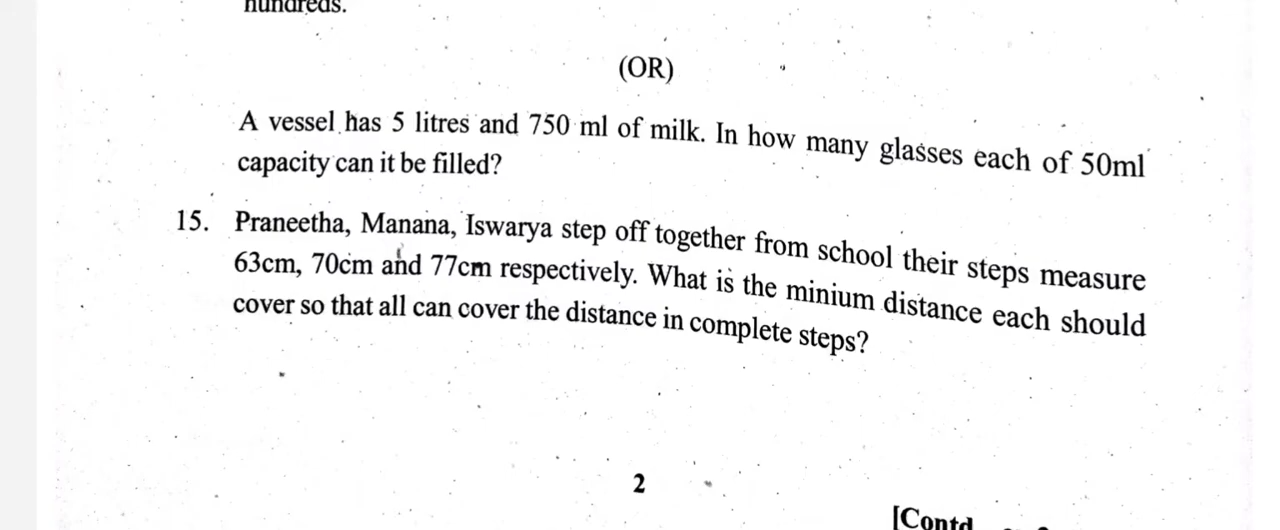 hundreds.
(OR)
A vessel has 5 litres and 750 ml of milk. In how many glasses each of 50ml
capacity can it be filled?
15. Praneetha, Manana, Iswarya step off together from school their steps measure
63cm, 70cm and 77cm respectively. What is the minium distance each should
cover so that all can cover the distance in complete steps?
2
[Contd